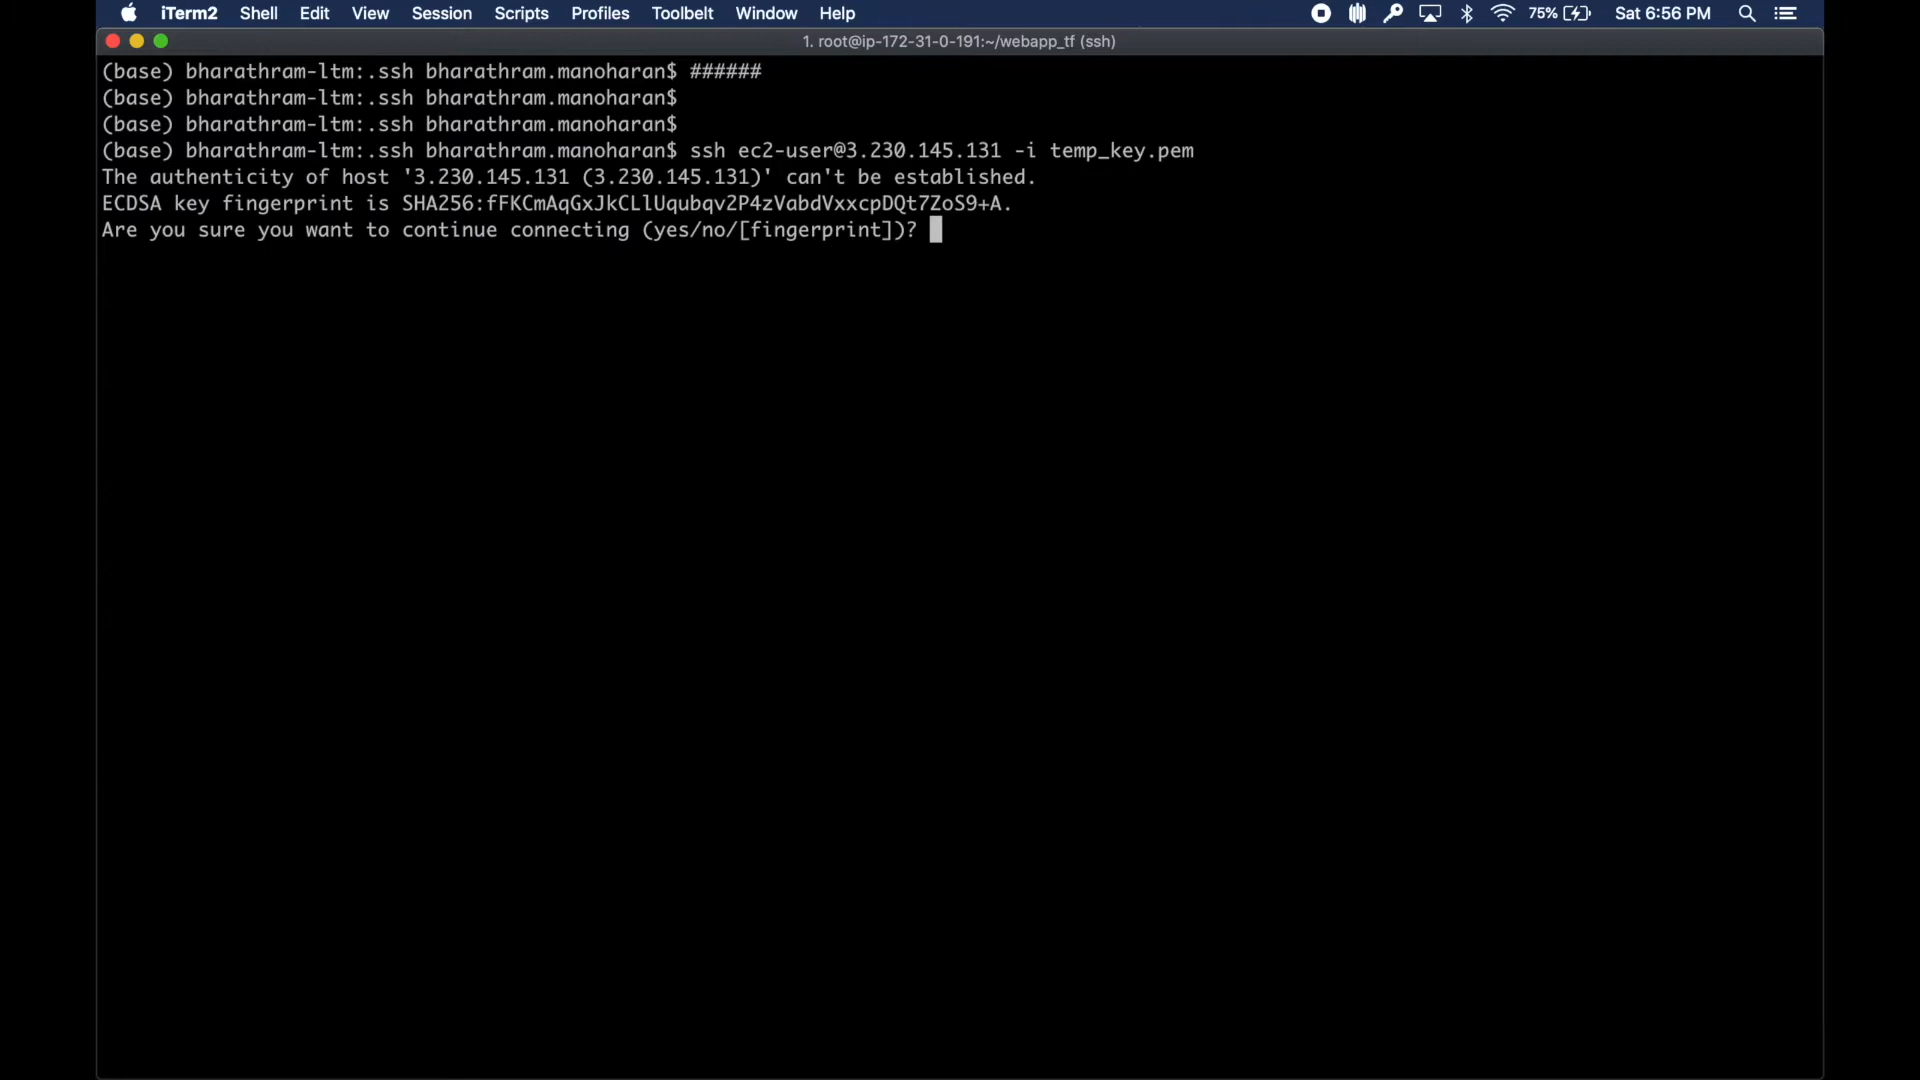 iTerm2 Shell Edit View Session Scripts Profiles Toolbelt Window Help 75% Sat 6:56 PM
1. root@ip-172-31-0-191:~/webapp_tf (ssh)
(base) bharathram-ltm:.ssh bharathram.manoharan$ ######
(base) bharathram-ltm:.ssh bharathram.manoharan$
(base) bharathram-ltm:.ssh bharathram.manoharan$
(base) bharathram-ltm:.ssh bharathram.manoharan$ ssh ec2-user@3.230.145.131 -i temp_key.pem
The authenticity of host '3.230.145.131 (3.230.145.131)' can't be established.
ECDSA key fingerprint is SHA256:fFKCmAqGxJkCLlUqubqv2P4zVabdVxxcpDQt7ZoS9+A.
Are you sure you want to continue connecting (yes/no/[fingerprint])?